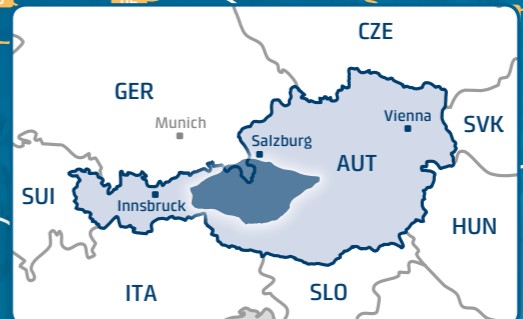 CZE
GER
Munich
Vienna
SVK
Salzburg
AUT
SUI
Innsbruck
HUN
ITA
SLO